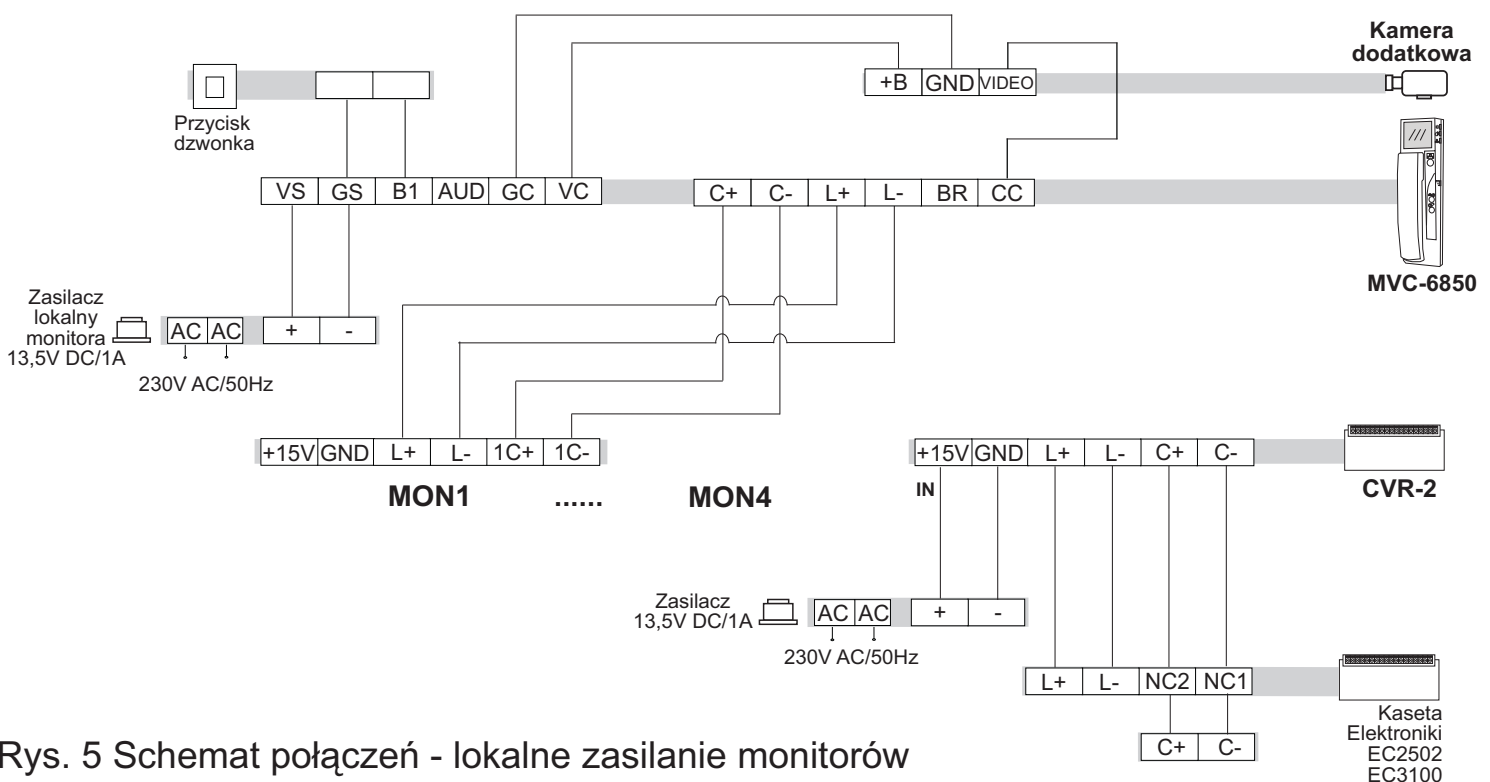 Kamera
dodatkowa
+B GND VIDEO
Przycisk
dzwonka
VS GS B1 AUD GC VC
C+ C- L+ L- BR CC
MVC-6850
Zasilacz
lokalny
monitora
13,5V DC/1A
AC AC + -
230V AC/50Hz
+15V GND L+ L- 1C+ 1C-
MON1 ...... MON4
+15V GND L+ L- C+ C-
IN
CVR-2
Zasilacz
13,5V DC/1A
AC AC + -
230V AC/50Hz
L+ L- NC2 NC1
C+ C-
Kaseta
Elektroniki
EC2502
EC3100
Rys. 5 Schemat połączeń - lokalne zasilanie monitorów